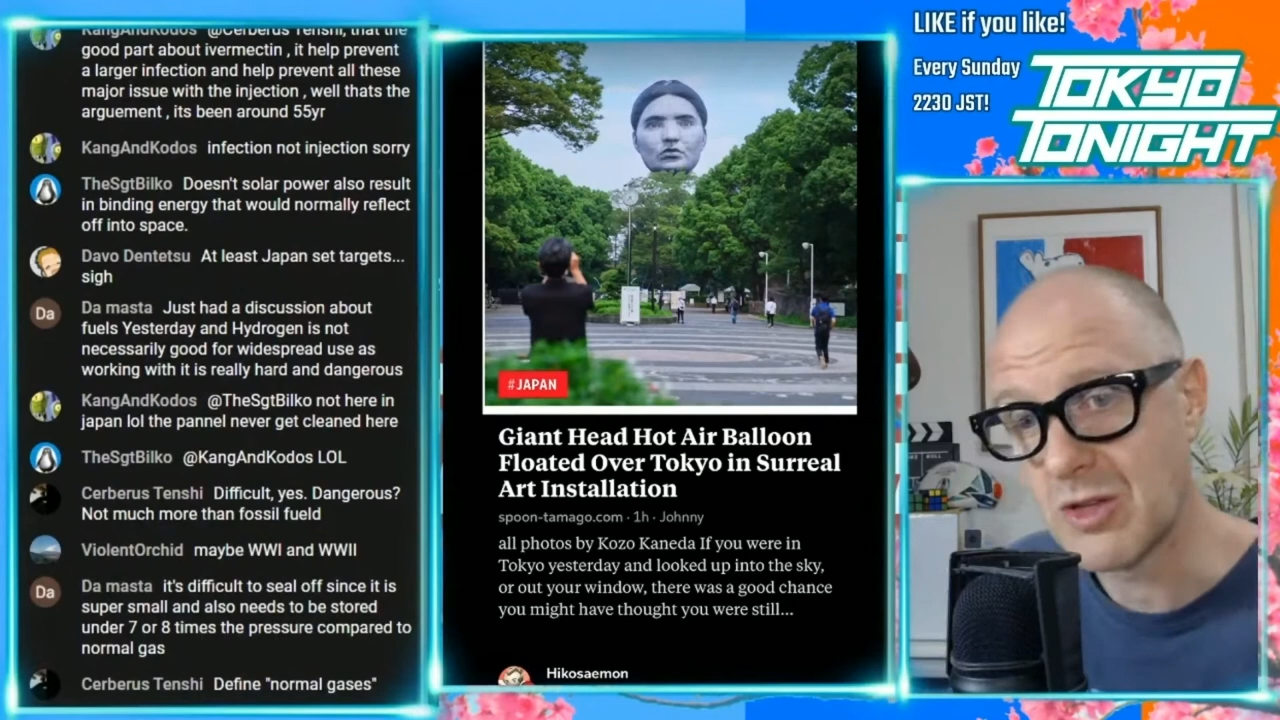 KangAndKodos @Cerberus Tenshi, that the
good part about ivermectin , it help prevent
a larger infection and help prevent all these
major issue with the injection , well thats the
arguement , its been around 55yr
KangAndKodos infection not injection sorry
TheSgtBilko Doesn't solar power also result
in binding energy that would normally reflect
off into space.
Davo Dentetsu At least Japan set targets...
sigh
Da
Da masta Just had a discussion about
fuels Yesterday and Hydrogen is not
necessarily good for widespread use as
working with it is really hard and dangerous
KangAndKodos @TheSgtBilko not here in
japan lol the pannel never get cleaned here
TheSgtBilko @KangAndKodos LOL
Cerberus Tenshi Difficult, yes. Dangerous?
Not much more than fossil fueld
ViolentOrchid maybe WWI and WWII
Da
Da masta it's difficult to seal off since it is
super small and also needs to be stored
under 7 or 8 times the pressure compared to
normal gas
Cerberus Tenshi Define "normal gases"
#JAPAN
Giant Head Hot Air Balloon
Floated Over Tokyo in Surreal
Art Installation
spoon-tamago.com · 1h · Johnny
all photos by Kozo Kaneda If you were in
Tokyo yesterday and looked up into the sky,
or out your window, there was a good chance
you might have thought you were still...
Hikosaemon
LIKE if you like!
Every Sunday
2230 JST!
TOKYO
TONIGHT